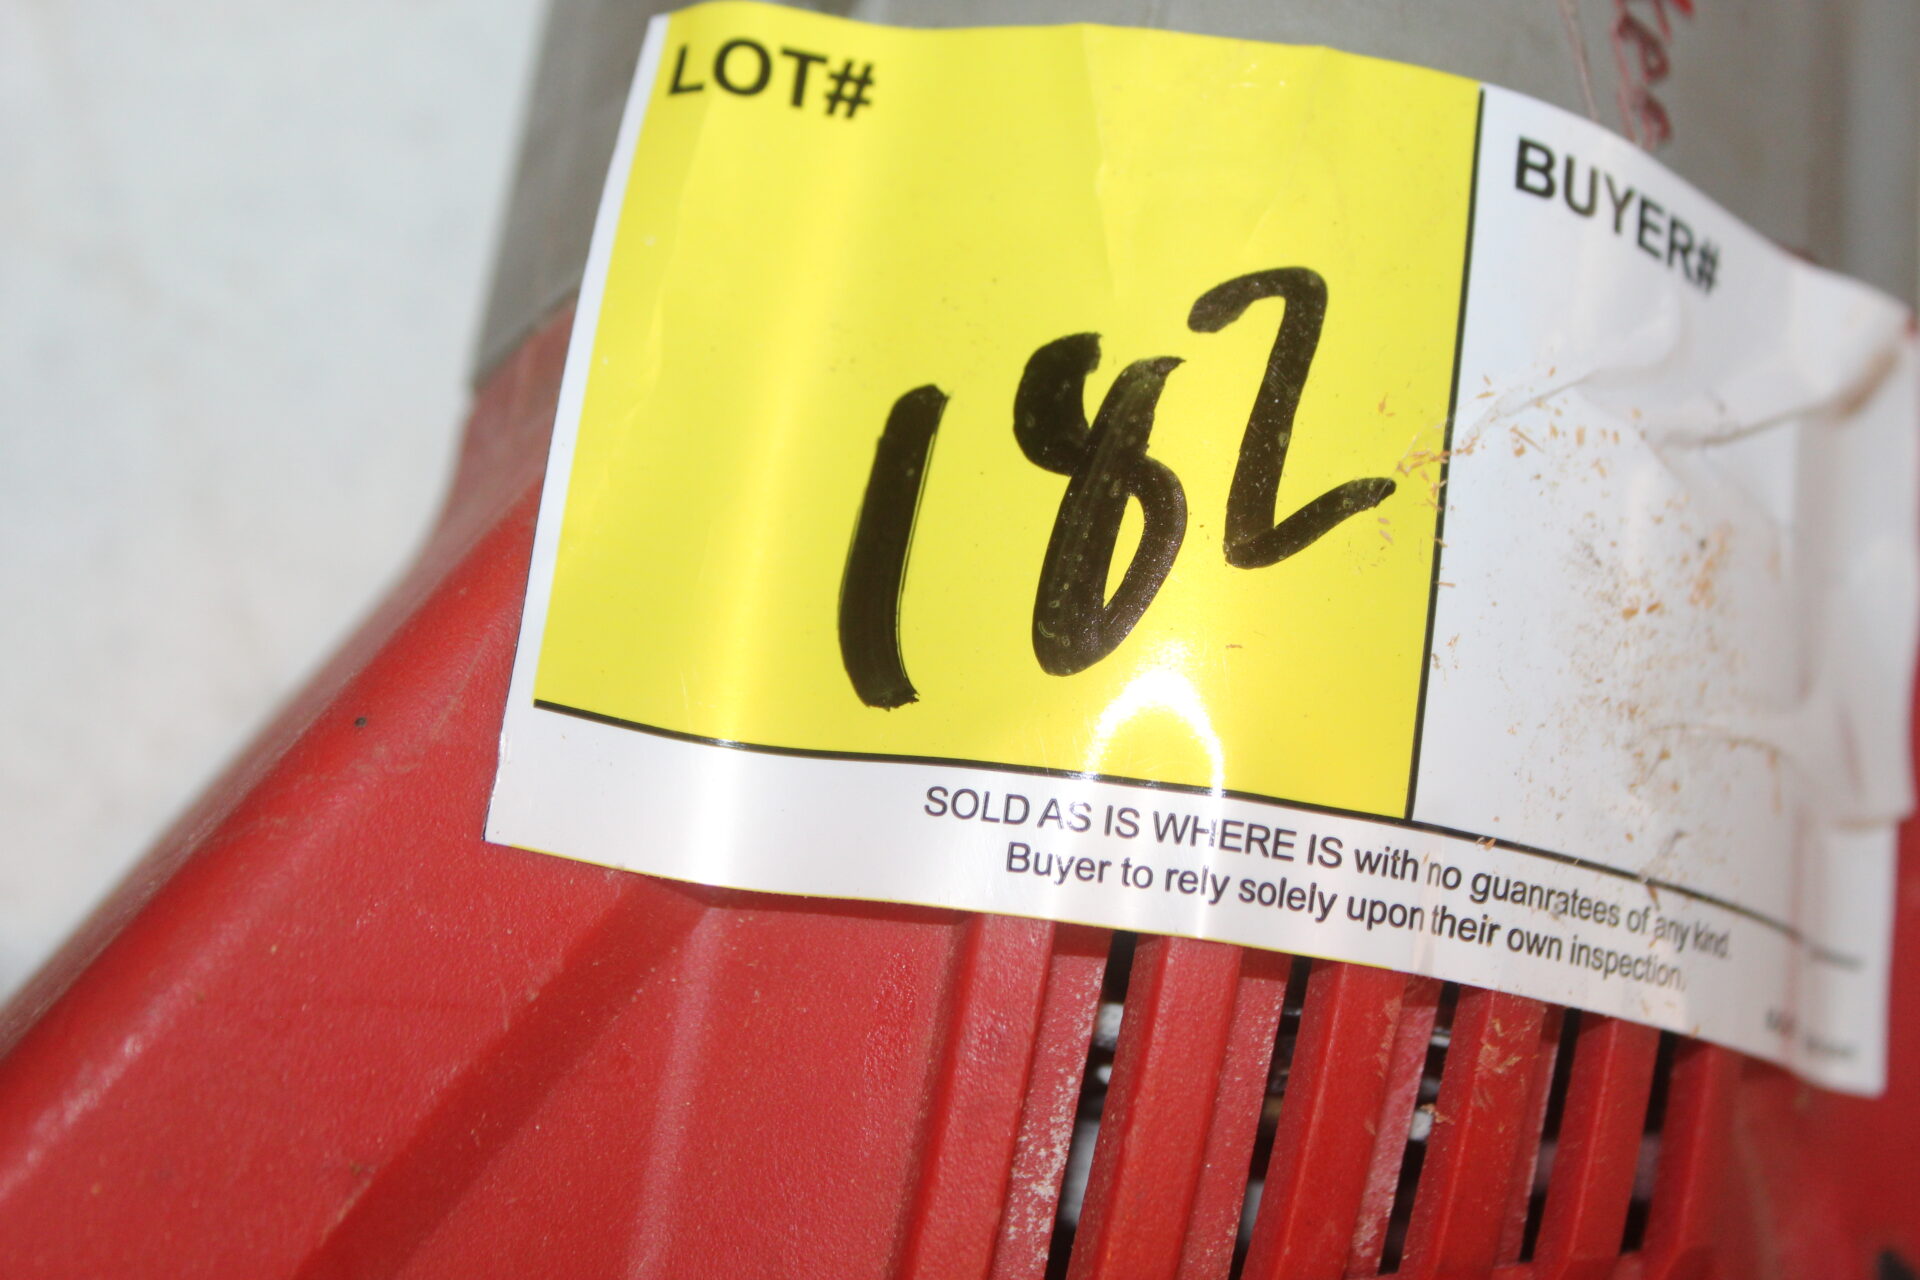 LOT#
BUYER#
182
SOLD AS IS WHERE IS with no guanratees of any kind.
Buyer to rely solely upon their own inspection.